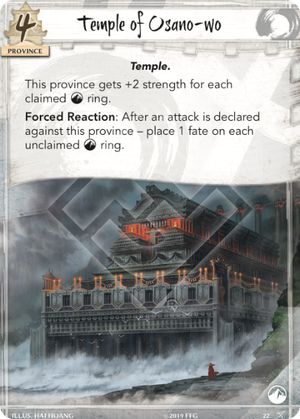 4
Temple of Osano-wo
PROVINCE
Temple.
This province gets +2 strength for each
claimed ring.
Forced Reaction: After an attack is declared
against this province – place 1 fate on each
unclaimed ring.
ILLUS. HAI HOANG
© 2019 FFG
22